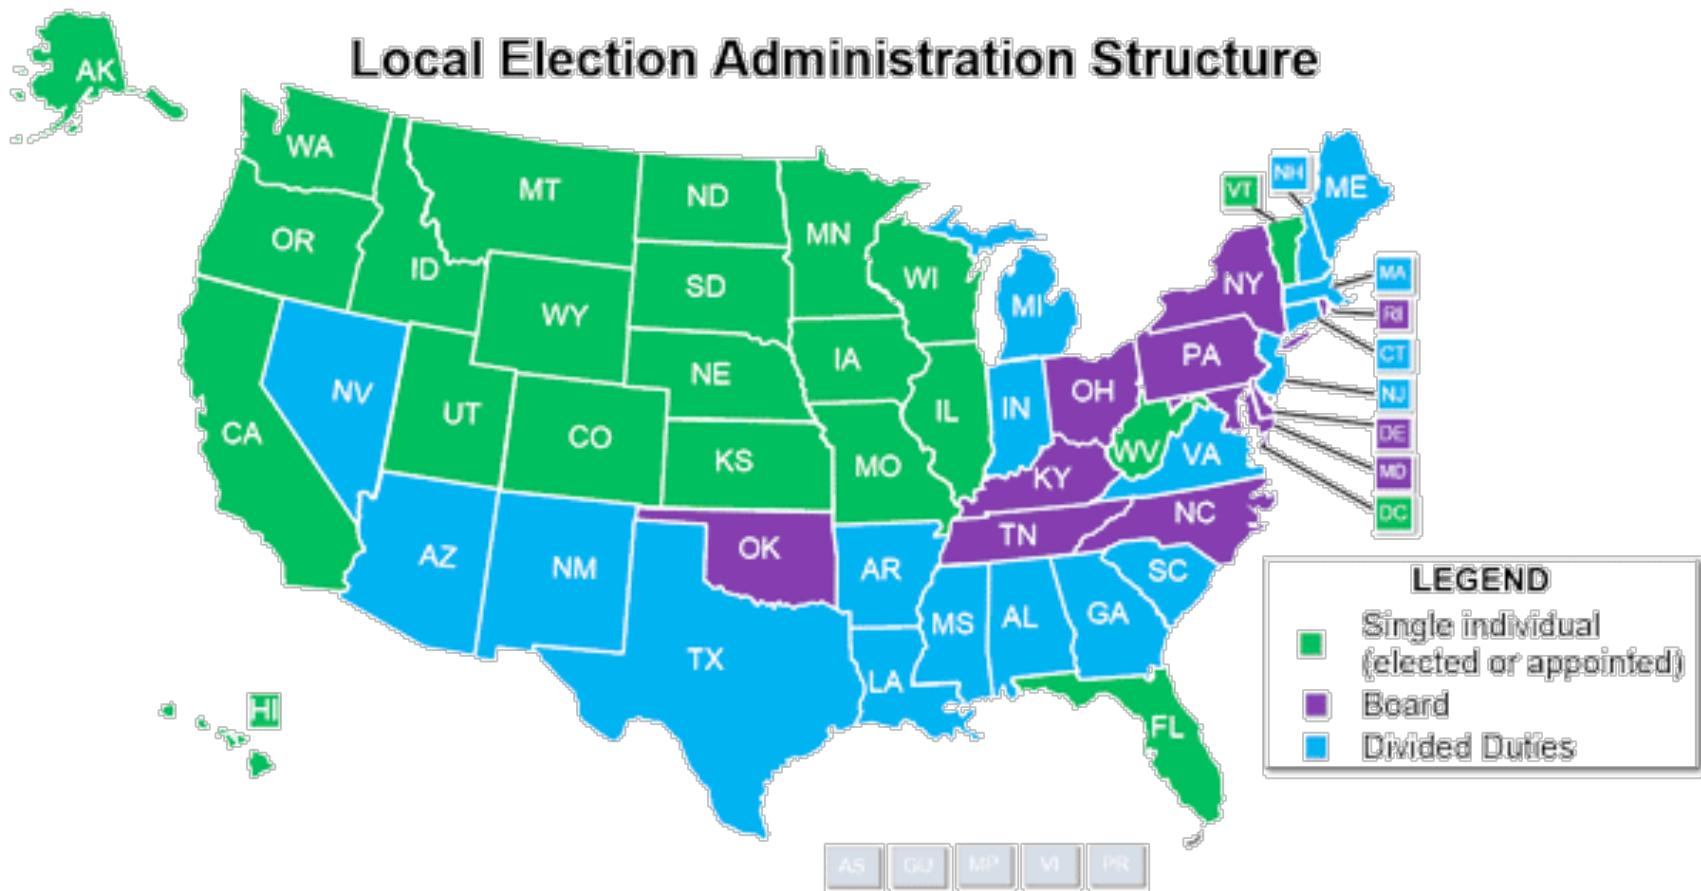 Local Election Administration Structure
AK
WA
MT
ND
MN
VT
NH
ME
OR
ID
SD
WI
MI
NY
MA
WY
RI
IA
PA
CT
NV
NE
OH
NJ
UT
IL
IN
CA
CO
DE
KS
MO
WV
VA
KY
MD
NC
DC
AZ
NM
OK
TN
AR
SC
MS
AL
GA
TX
LA
HI
FL
LEGEND
Single individual
(elected or appointed)
Board
Divided Duties
AS
GU
MP
VI
PR